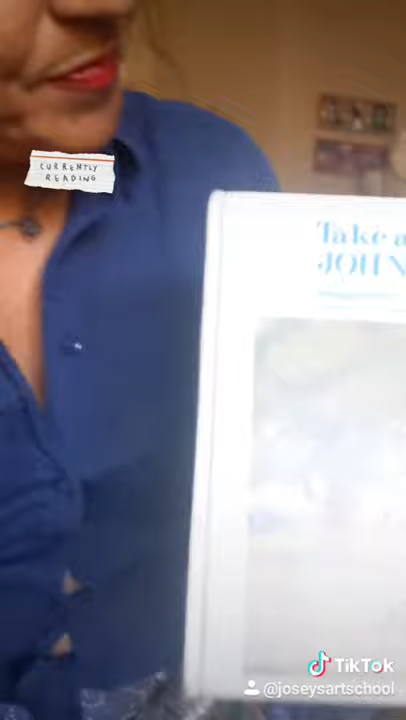 CURRENTLY
READING
Take a
JOHN
TikTok
@joseysartschool